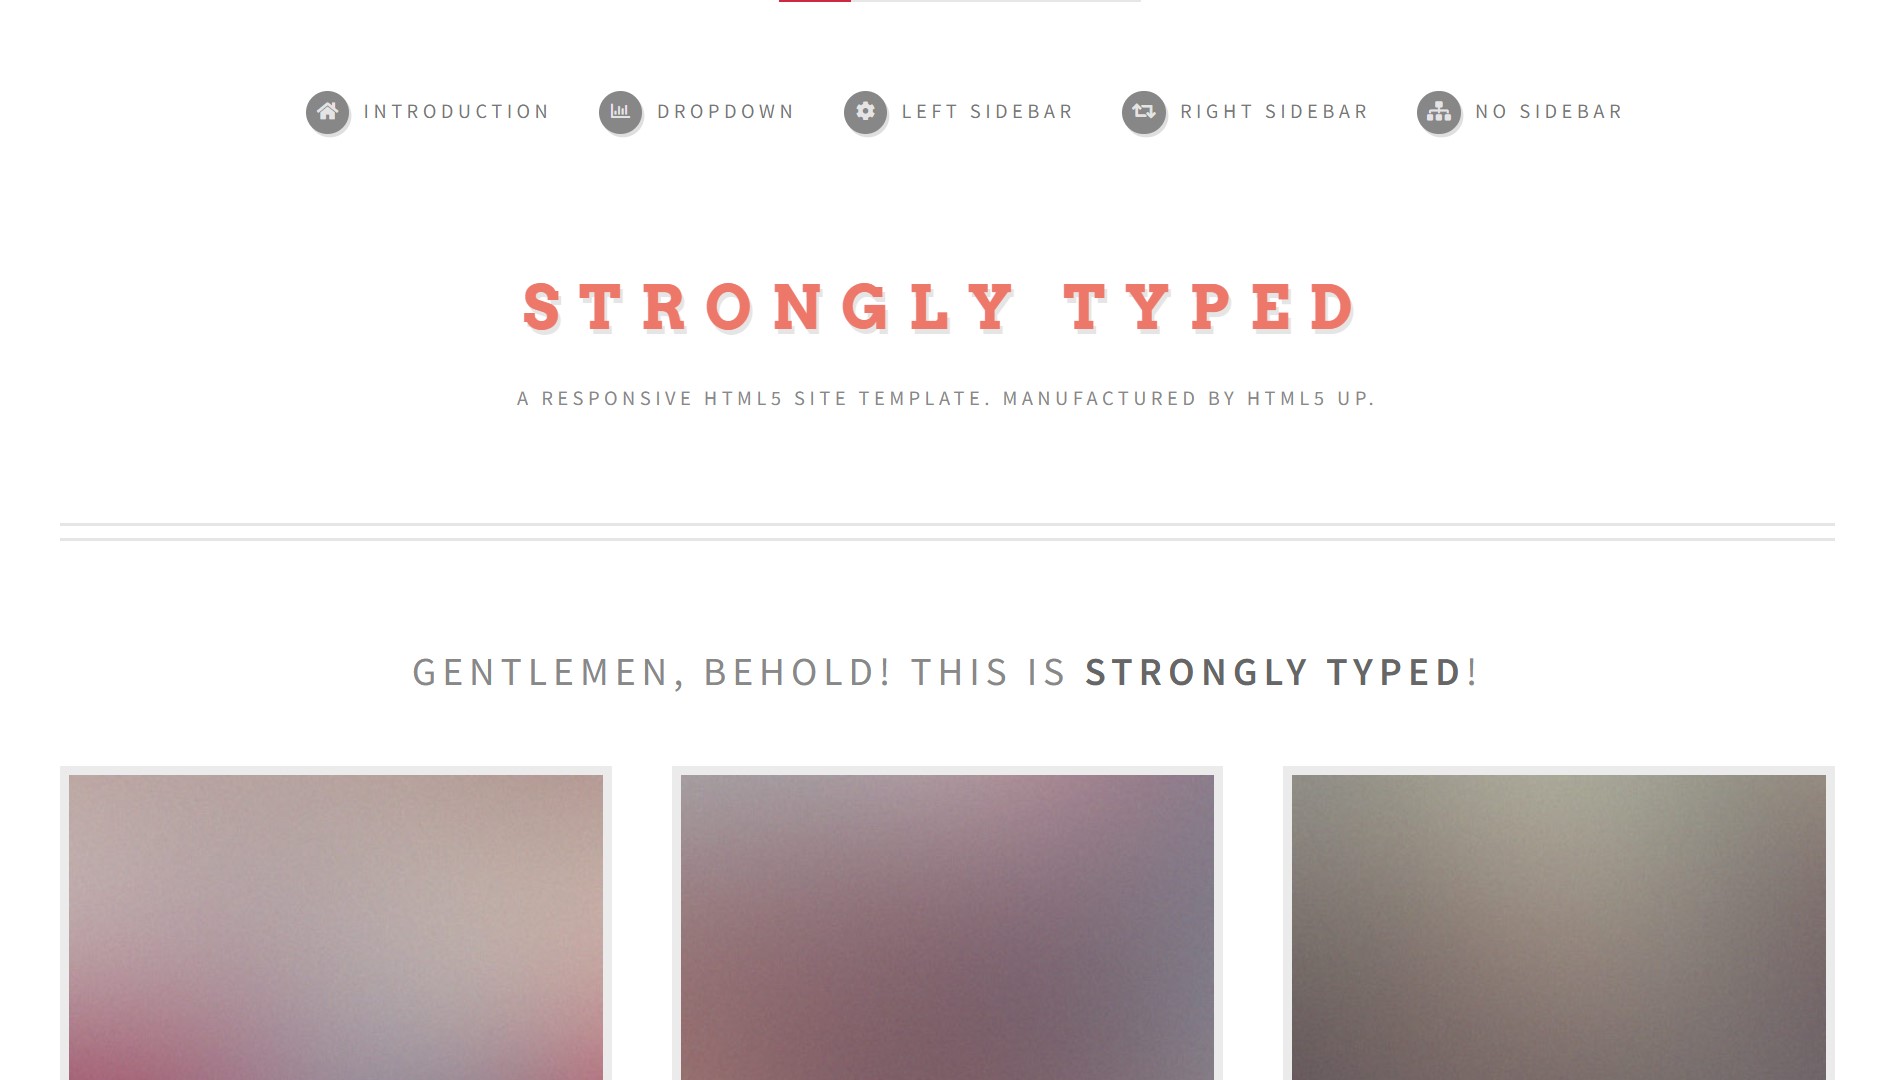 INTRODUCTION DROPDOWN LEFT SIDEBAR RIGHT SIDEBAR NO SIDEBAR
STRONGLY TYPED
A RESPONSIVE HTML5 SITE TEMPLATE. MANUFACTURED BY HTML5 UP.
GENTLEMEN, BEHOLD! THIS IS STRONGLY TYPED!